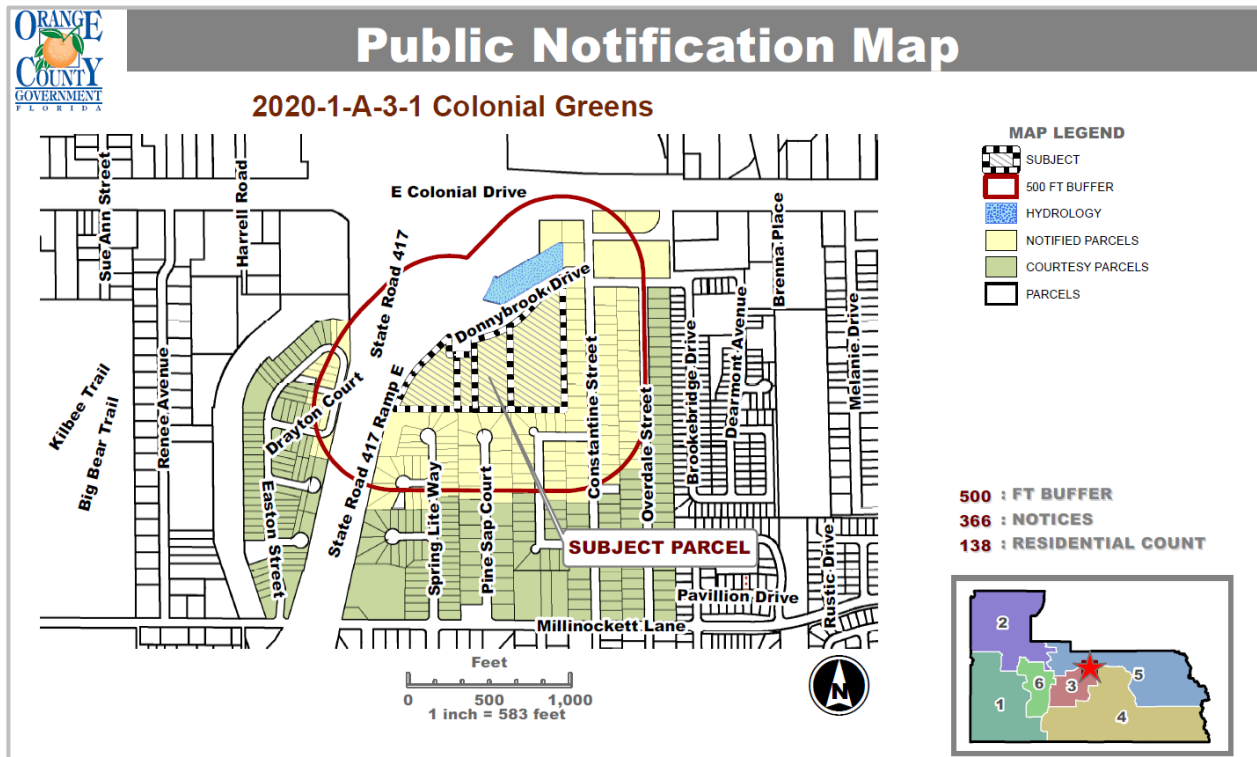 ORANGE
COUNTY
GOVERNMENT
FLORIDA
Public Notification Map
2020-1-A-3-1 Colonial Greens
MAP LEGEND
SUBJECT
500 FT BUFFER
HYDROLOGY
NOTIFIED PARCELS
COURTESY PARCELS
PARCELS
Sue Ann Street
Harrell Road
E Colonial Drive
State Road 417
Brenna Place
Donnybrook Drive
Renee Avenue
Kilbee Trail
Big Bear Trail
Drayton Court
State Road 417 Ramp E
Constantine Street
Overdale Street
Brookebridge Drive
Dearmont Avenue
Melanie Drive
Easton Street
Spring Lite Way
Pine Sap Court
SUBJECT PARCEL
Rustic Drive
Pavillion Drive
Millinockett Lane
500 : FT BUFFER
366 : NOTICES
138 : RESIDENTIAL COUNT
Feet
0 500 1,000
1 inch = 583 feet
N
2
1
6
3
5
4